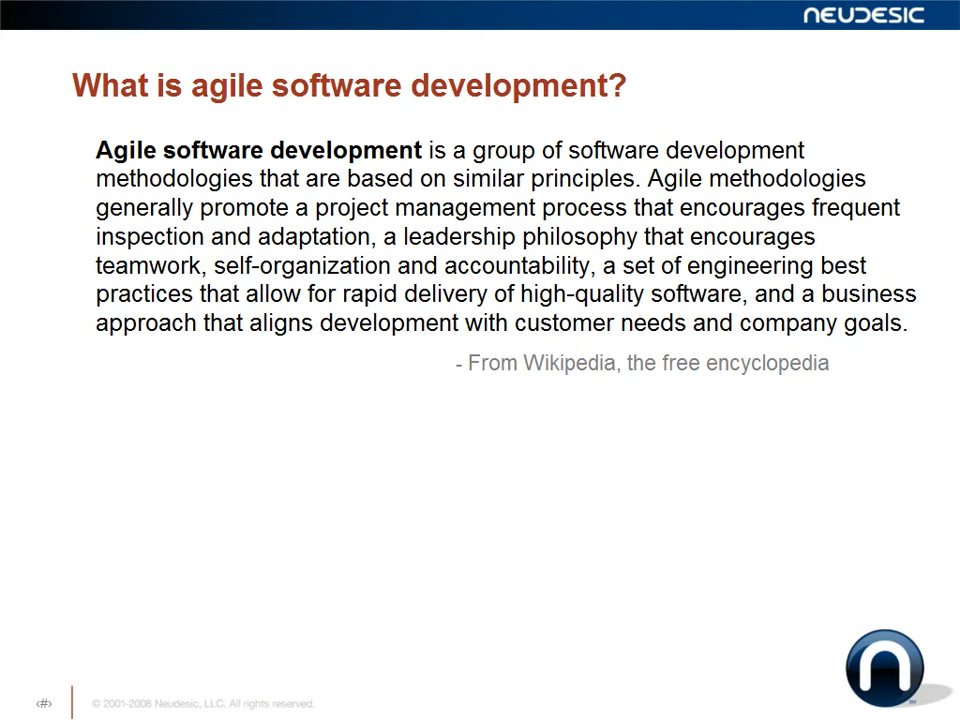 NEUDESIC
What is agile software development?
Agile software development is a group of software development
methodologies that are based on similar principles. Agile methodologies
generally promote a project management process that encourages frequent
inspection and adaptation, a leadership philosophy that encourages
teamwork, self-organization and accountability, a set of engineering best
practices that allow for rapid delivery of high-quality software, and a business
approach that aligns development with customer needs and company goals.
- From Wikipedia, the free encyclopedia
‹#›
© 2001-2008 Neudesic, LLC. All rights reserved.
n